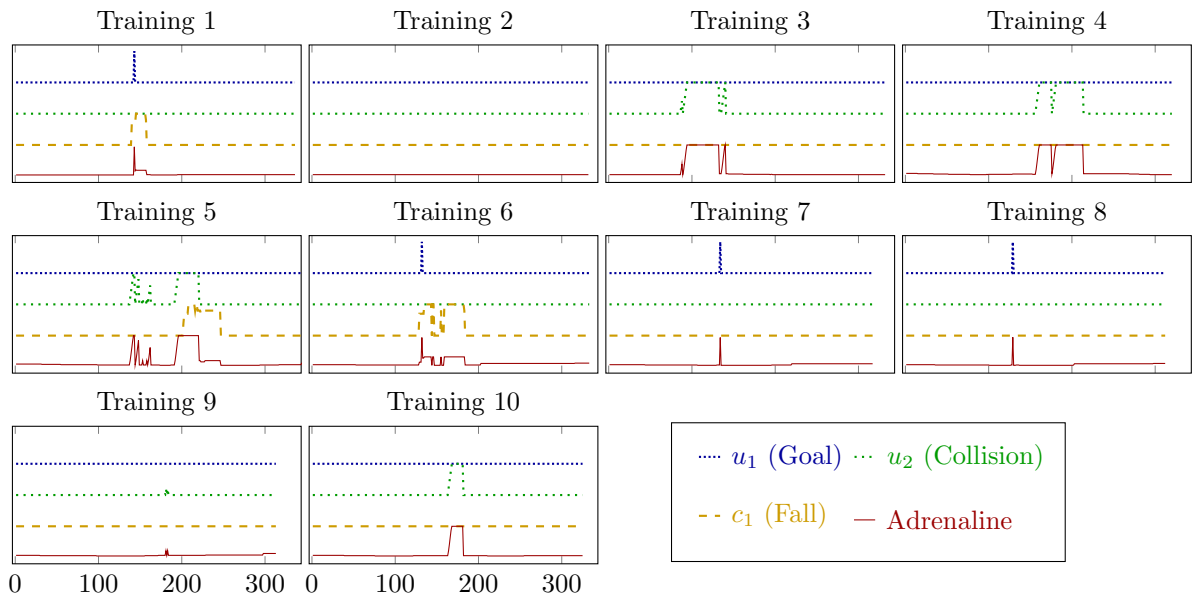 Training 1
Training 2
Training 3
Training 4
Training 5
Training 6
Training 7
Training 8
Training 9
Training 10
u₁ (Goal)
u₂ (Collision)
c₁ (Fall)
Adrenaline
0 100 200 300
0 100 200 300